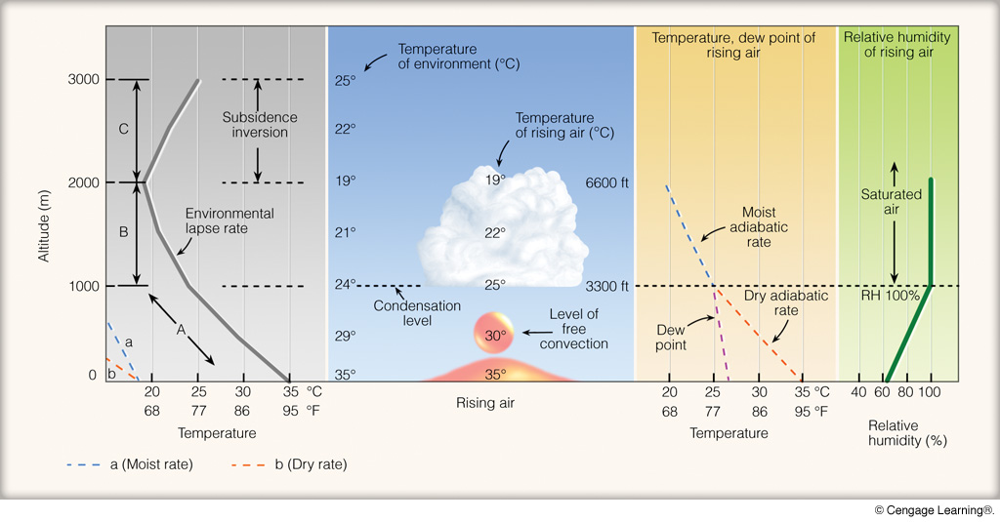 Temperature
of environment (°C)
Temperature, dew point of
rising air
Relative humidity
of rising air
3000
2000
1000
0
Altitude (m)
C
B
A
a
b
Subsidence
inversion
Environmental
lapse rate
20 25 30 35 °C
68 77 86 95 °F
Temperature
a (Moist rate)
b (Dry rate)
25°
22°
19°
21°
24°
29°
35°
Temperature
of rising air (°C)
19°
22°
25°
30°
35°
6600 ft
3300 ft
Condensation
level
Level of
free
convection
Rising air
Moist
adiabatic
rate
Dry adiabatic
rate
Dew
point
20 25 30 35 °C
68 77 86 95 °F
Temperature
Saturated
air
RH 100%
40 60 80 100
Relative
humidity (%)
© Cengage Learning®.